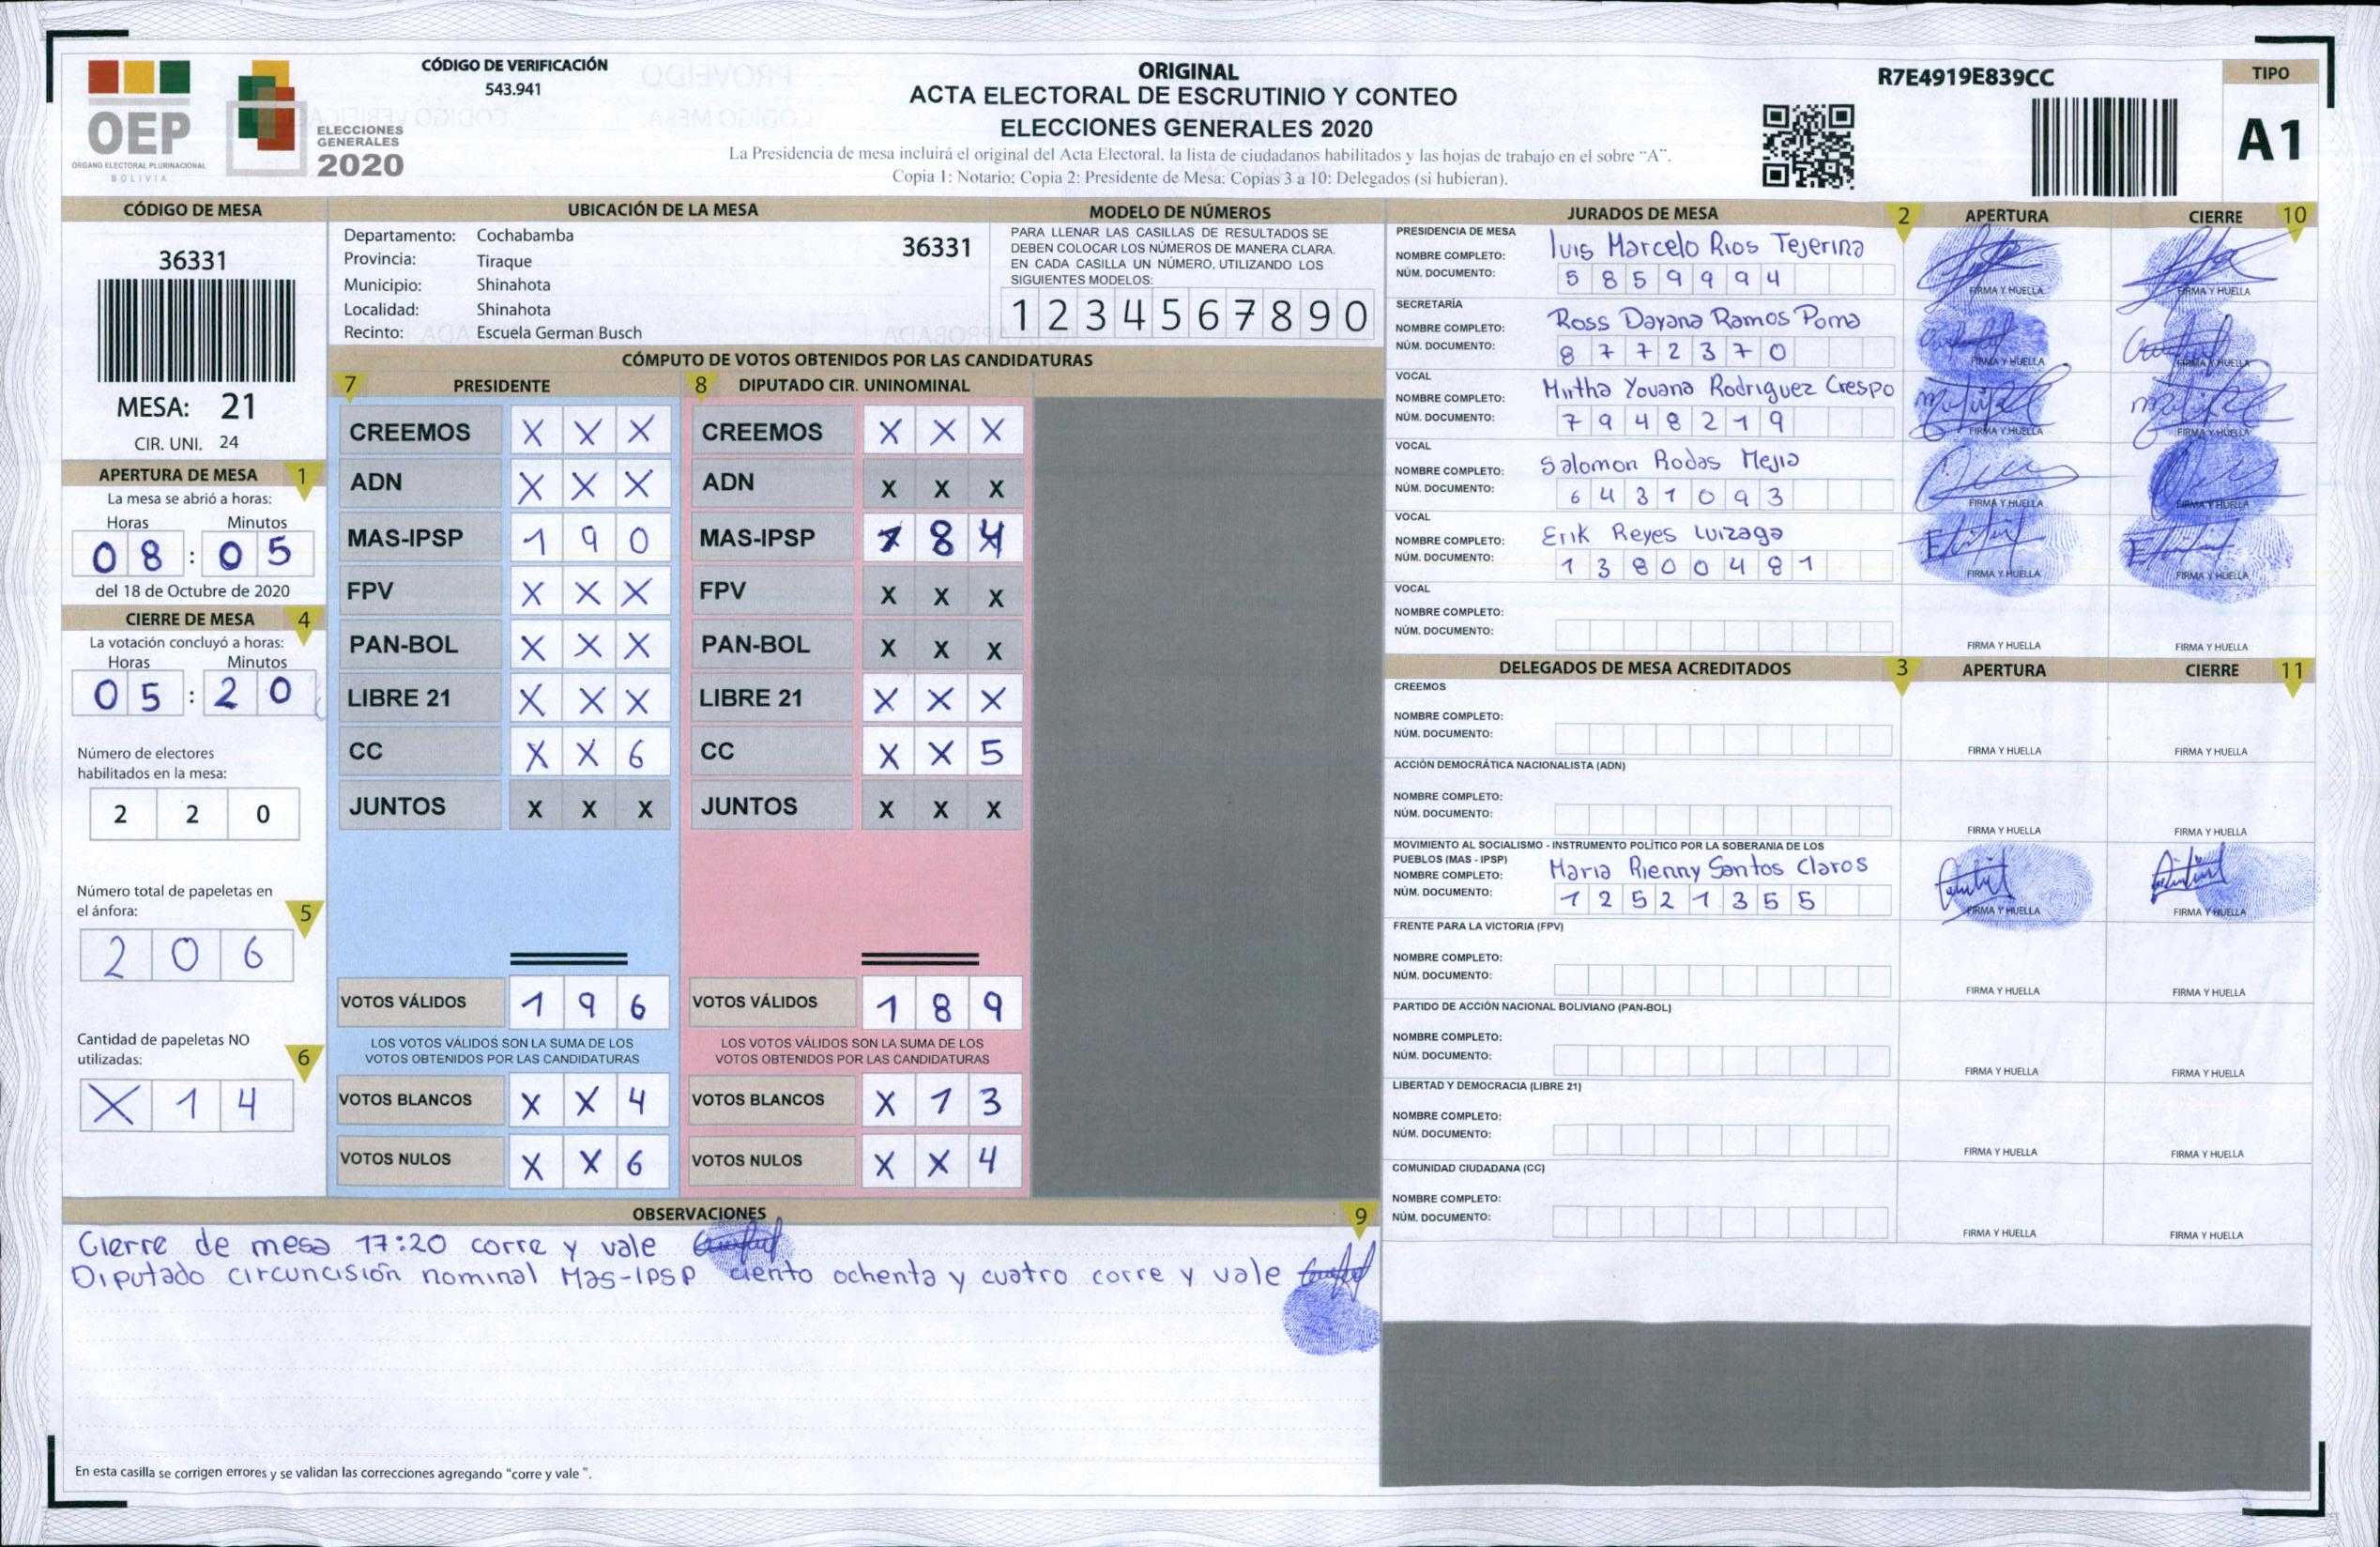 OEP
ÓRGANO ELECTORAL PLURINACIONAL
BOLIVIA
ELECCIONES
GENERALES
2020
CÓDIGO DE VERIFICACIÓN
543.941
ORIGINAL
ACTA ELECTORAL DE ESCRUTINIO Y CONTEO
ELECCIONES GENERALES 2020
La Presidencia de mesa incluirá el original del Acta Electoral, la lista de ciudadanos habilitados y las hojas de trabajo en el sobre "A".
Copia 1: Notario; Copia 2: Presidente de Mesa; Copias 3 a 10: Delegados (si hubieran).
R7E4919E839CC
TIPO
A1
CÓDIGO DE MESA
36331
MESA: 21
CIR. UNI. 24
APERTURA DE MESA 1
La mesa se abrió a horas:
Horas Minutos
08 : 05
del 18 de Octubre de 2020
CIERRE DE MESA 4
La votación concluyó a horas:
Horas Minutos
05 : 20
Número de electores
habilitados en la mesa:
2 2 0
Número total de papeletas en
el ánfora: 5
2 0 6
Cantidad de papeletas NO
utilizadas: 6
X 1 4
UBICACIÓN DE LA MESA
Departamento: Cochabamba 36331
Provincia: Tiraque
Municipio: Shinahota
Localidad: Shinahota
Recinto: Escuela German Busch
MODELO DE NÚMEROS
PARA LLENAR LAS CASILLAS DE RESULTADOS SE
DEBEN COLOCAR LOS NÚMEROS DE MANERA CLARA.
EN CADA CASILLA UN NÚMERO, UTILIZANDO LOS
SIGUIENTES MODELOS:
1 2 3 4 5 6 7 8 9 0
CÓMPUTO DE VOTOS OBTENIDOS POR LAS CANDIDATURAS
7 PRESIDENTE 8 DIPUTADO CIR. UNINOMINAL
CREEMOS X X X CREEMOS X X X
ADN X X X ADN X X X
MAS-IPSP 1 9 0 MAS-IPSP 1 8 4
FPV X X X FPV X X X
PAN-BOL X X X PAN-BOL X X X
LIBRE 21 X X X LIBRE 21 X X X
CC X X 6 CC X X 5
JUNTOS X X X JUNTOS X X X
VOTOS VÁLIDOS 1 9 6 VOTOS VÁLIDOS 1 8 9
LOS VOTOS VÁLIDOS SON LA SUMA DE LOS LOS VOTOS VÁLIDOS SON LA SUMA DE LOS
VOTOS OBTENIDOS POR LAS CANDIDATURAS VOTOS OBTENIDOS POR LAS CANDIDATURAS
VOTOS BLANCOS X X 4 VOTOS BLANCOS X 1 3
VOTOS NULOS X X 6 VOTOS NULOS X X 4
OBSERVACIONES 9
Cierre de mesa 17:20 corre y vale
Diputado circuncisión nominal Mas-IPSP ciento ochenta y cuatro corre y vale
En esta casilla se corrigen errores y se validan las correcciones agregando "corre y vale ".
JURADOS DE MESA 2 APERTURA CIERRE 10
PRESIDENCIA DE MESA
NOMBRE COMPLETO: Luis Marcelo Rios Tejerina
NÚM. DOCUMENTO: 5859994 FIRMA Y HUELLA FIRMA Y HUELLA
SECRETARÍA
NOMBRE COMPLETO: Ross Dayana Ramos Poma
NÚM. DOCUMENTO: 8772370 FIRMA Y HUELLA FIRMA Y HUELLA
VOCAL
NOMBRE COMPLETO: Mirtha Yovana Rodriguez Crespo
NÚM. DOCUMENTO: 7948219 FIRMA Y HUELLA FIRMA Y HUELLA
VOCAL
NOMBRE COMPLETO: Salomon Rodas Mejia
NÚM. DOCUMENTO: 6431093 FIRMA Y HUELLA FIRMA Y HUELLA
VOCAL
NOMBRE COMPLETO: Erik Reyes Luizaga
NÚM. DOCUMENTO: 13800481 FIRMA Y HUELLA FIRMA Y HUELLA
VOCAL
NOMBRE COMPLETO:
NÚM. DOCUMENTO: FIRMA Y HUELLA FIRMA Y HUELLA
DELEGADOS DE MESA ACREDITADOS 3 APERTURA CIERRE 11
CREEMOS
NOMBRE COMPLETO:
NÚM. DOCUMENTO: FIRMA Y HUELLA FIRMA Y HUELLA
ACCIÓN DEMOCRÁTICA NACIONALISTA (ADN)
NOMBRE COMPLETO:
NÚM. DOCUMENTO: FIRMA Y HUELLA FIRMA Y HUELLA
MOVIMIENTO AL SOCIALISMO - INSTRUMENTO POLÍTICO POR LA SOBERANIA DE LOS
PUEBLOS (MAS - IPSP)
NOMBRE COMPLETO: Maria Rienny Santos Claros
NÚM. DOCUMENTO: 12521355 FIRMA Y HUELLA FIRMA Y HUELLA
FRENTE PARA LA VICTORIA (FPV)
NOMBRE COMPLETO:
NÚM. DOCUMENTO: FIRMA Y HUELLA FIRMA Y HUELLA
PARTIDO DE ACCIÓN NACIONAL BOLIVIANO (PAN-BOL)
NOMBRE COMPLETO:
NÚM. DOCUMENTO: FIRMA Y HUELLA FIRMA Y HUELLA
LIBERTAD Y DEMOCRACIA (LIBRE 21)
NOMBRE COMPLETO:
NÚM. DOCUMENTO: FIRMA Y HUELLA FIRMA Y HUELLA
COMUNIDAD CIUDADANA (CC)
NOMBRE COMPLETO:
NÚM. DOCUMENTO: FIRMA Y HUELLA FIRMA Y HUELLA